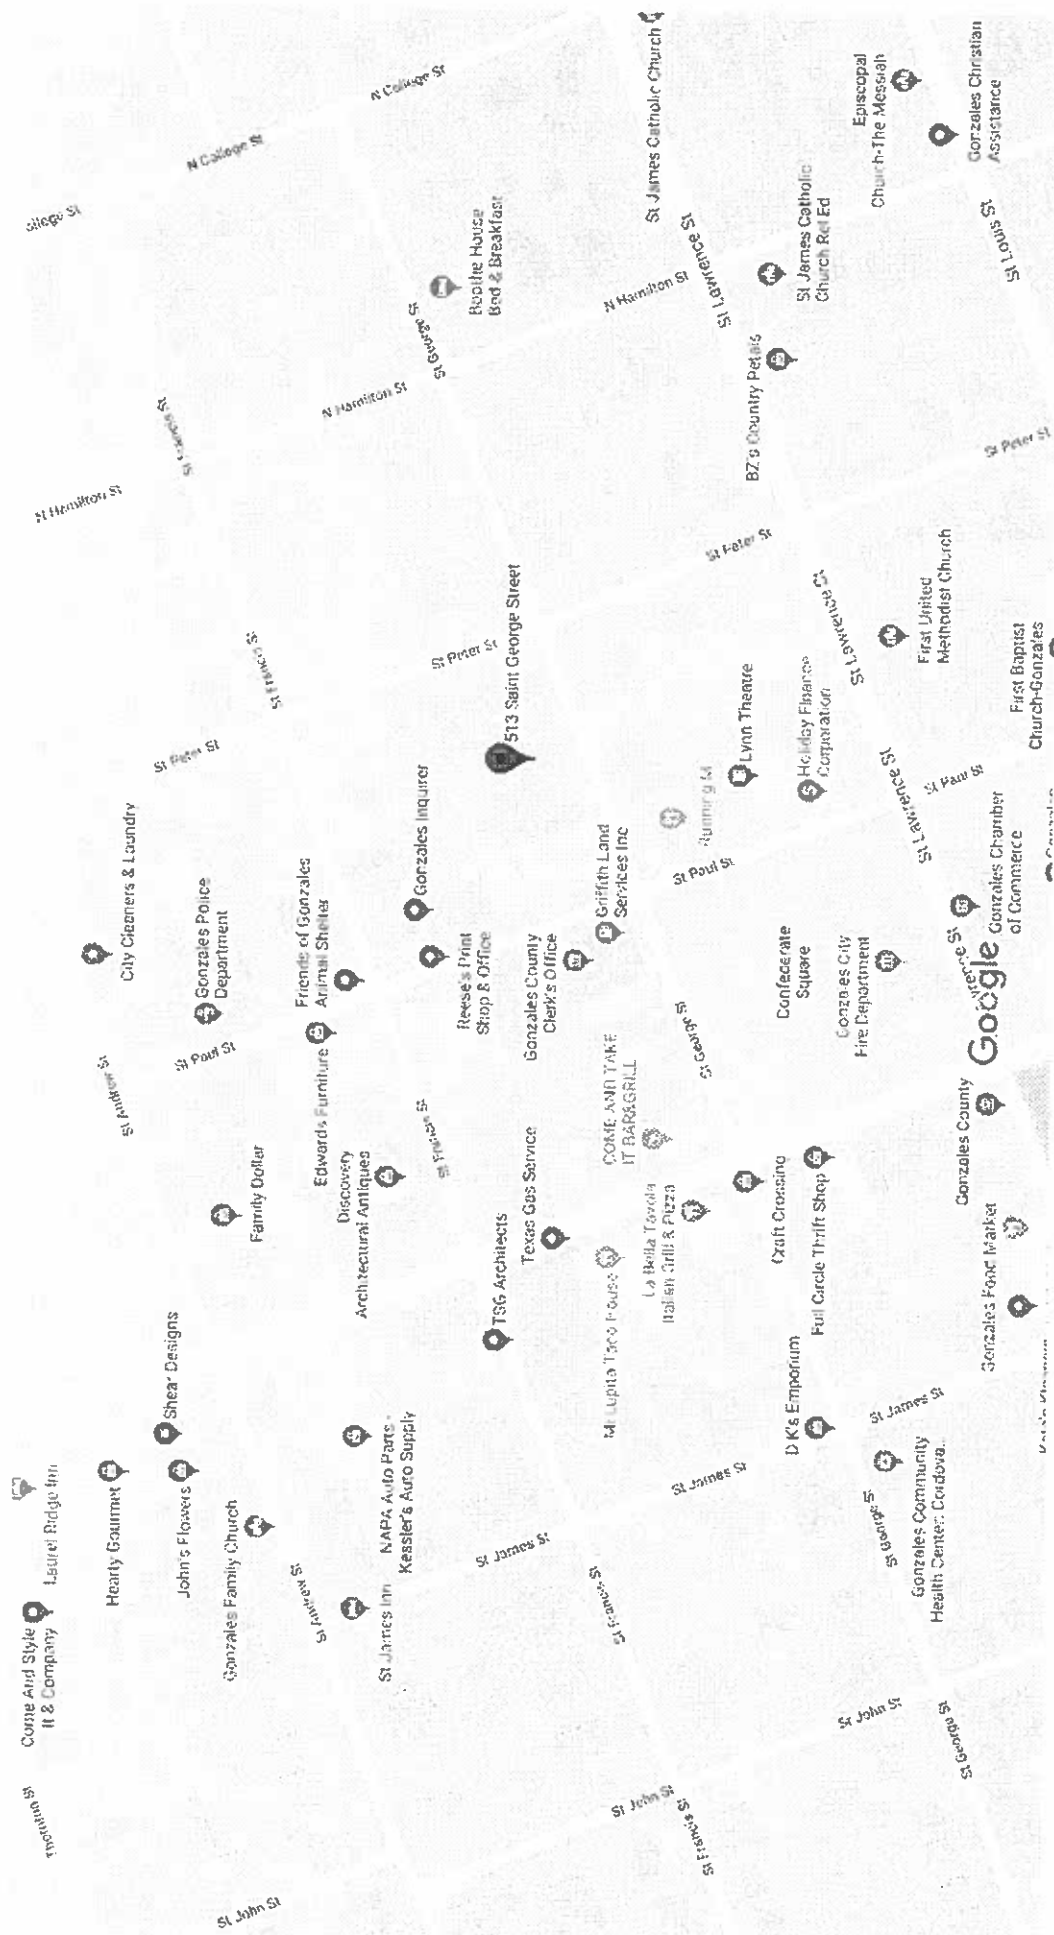 Thornton St
Come And Style
It & Company
Laurel Ridge Inn
Hearty Gourmet
Shear Designs
John's Flowers
Gonzales Family Church
St Andrew St
St James Inn
NAPA Auto Parts -
Keasler's Auto Supply
St John St
St James St
Family Dollar
St Andrew St
City Cleaners & Laundry
Gonzales Police
Department
St Paul St
Edwards Furniture
Friends of Gonzales
Animal Shelter
Discovery
Architectural Antiques
St Francis St
St Peter St
St Francis St
N Hamilton St
St Francis St
N College St
N College St
N Hamilton St
St George St
Boothe House
Bed & Breakfast
Gonzales Inquirer
Reese's Print
Shop & Office
St Peter St
513 Saint George Street
TSG Architects
Texas Gas Service
Gonzales County
Clerk's Office
Griffith Land
Services Inc
Mr Lupita Taco House
COME AND TAKE
IT BAR&GRILL
La Bella Tavola
Italian Grill & Pizza
St Francis St
St John St
St Francis St
St James St
St George St
St Paul St
Running M
Lynn Theatre
Holiday Finance
Corporation
St Peter St
N Hamilton St
St James Catholic Church
St Lawrence St
BZ's Country Petals
St James Catholic
Church Rel Ed
Craft Crossing
Full Circle Thrift Shop
D K's Emporium
Confederate
Square
Gonzales City
Fire Department
St Lawrence St
First United
Methodist Church
Episcopal
Church-The Messiah
Gonzales Christian
Assistance
St Louis St
St Peter St
St John St
St George St
St George St
St James St
Gonzales Community
Health Center: Cordova...
Gonzales County
Gonzales Food Market
Google
St Lawrence St
Gonzales Chamber
of Commerce
St Paul St
First Baptist
Church-Gonzales